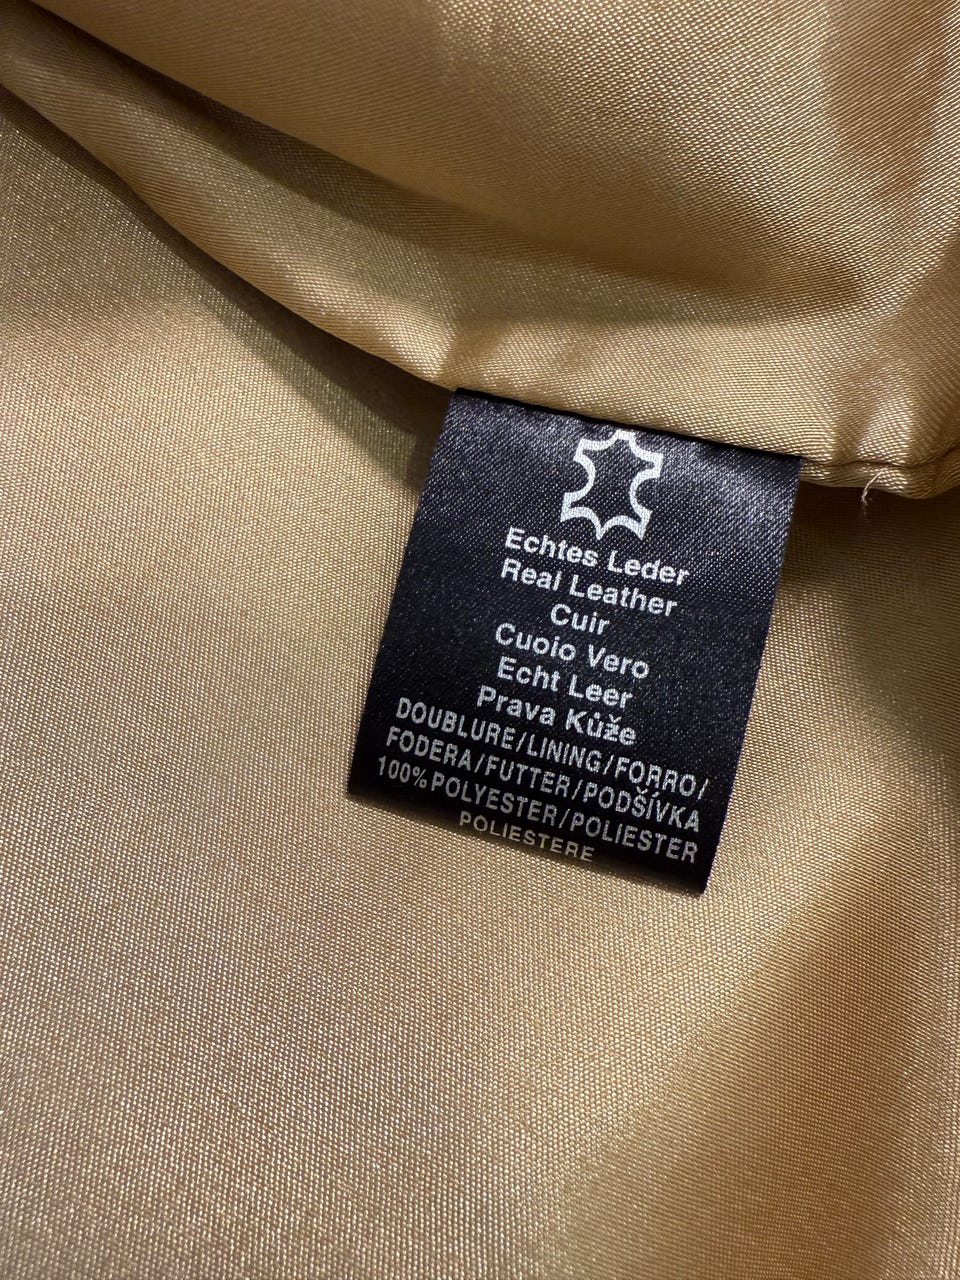 Echtes Leder
Real Leather
Cuir
Cuoio Vero
Echt Leer
Prava Kůže
DOUBLURE/LINING/FORRO/
FODERA/FUTTER/PODŠÍVKA
100% POLYESTER/POLIESTER
POLIESTERE